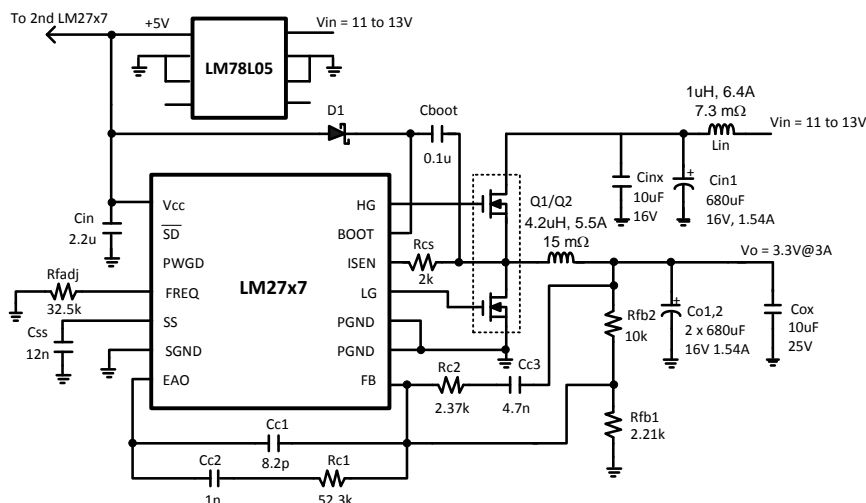 To 2nd LM27x7
+5V
Vin = 11 to 13V
LM78L05
D1
Cboot
0.1u
1uH, 6.4A
7.3 mΩ
Lin
Vin = 11 to 13V
Cinx
10uF
16V
+
Cin1
680uF
16V, 1.54A
Cin
2.2u
Vcc
SD
PWGD
FREQ
SS
SGND
EAO
LM27x7
HG
BOOT
ISEN
LG
PGND
PGND
FB
Q1/Q2
4.2uH, 5.5A
15 mΩ
Rcs
2k
Vo = 3.3V@3A
Rfadj
32.5k
Css
12n
Rfb2
10k
+
Co1,2
2 x 680uF
16V 1.54A
Cox
10uF
25V
Rc2
2.37k
Cc3
4.7n
Rfb1
2.21k
Cc1
8.2p
Cc2
1n
Rc1
52.3k